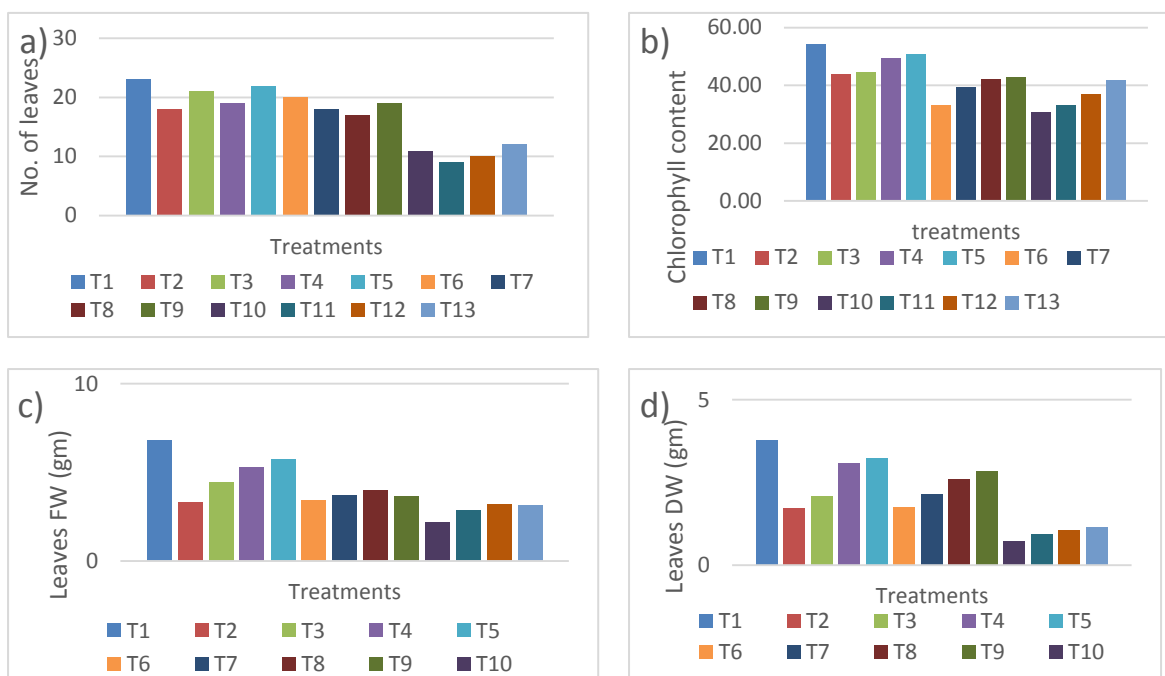 a)
30
20
10
0
No. of leaves
Treatments
T1 T2 T3 T4 T5 T6 T7
T8 T9 T10 T11 T12 T13
b)
60.00
40.00
20.00
0.00
Chlorophyll content
treatments
T1 T2 T3 T4 T5 T6 T7
T8 T9 T10 T11 T12 T13
c)
10
0
Leaves FW (gm)
Treatments
T1 T2 T3 T4 T5
T6 T7 T8 T9 T10
d)
5
0
Leaves DW (gm)
Treatments
T1 T2 T3 T4 T5
T6 T7 T8 T9 T10